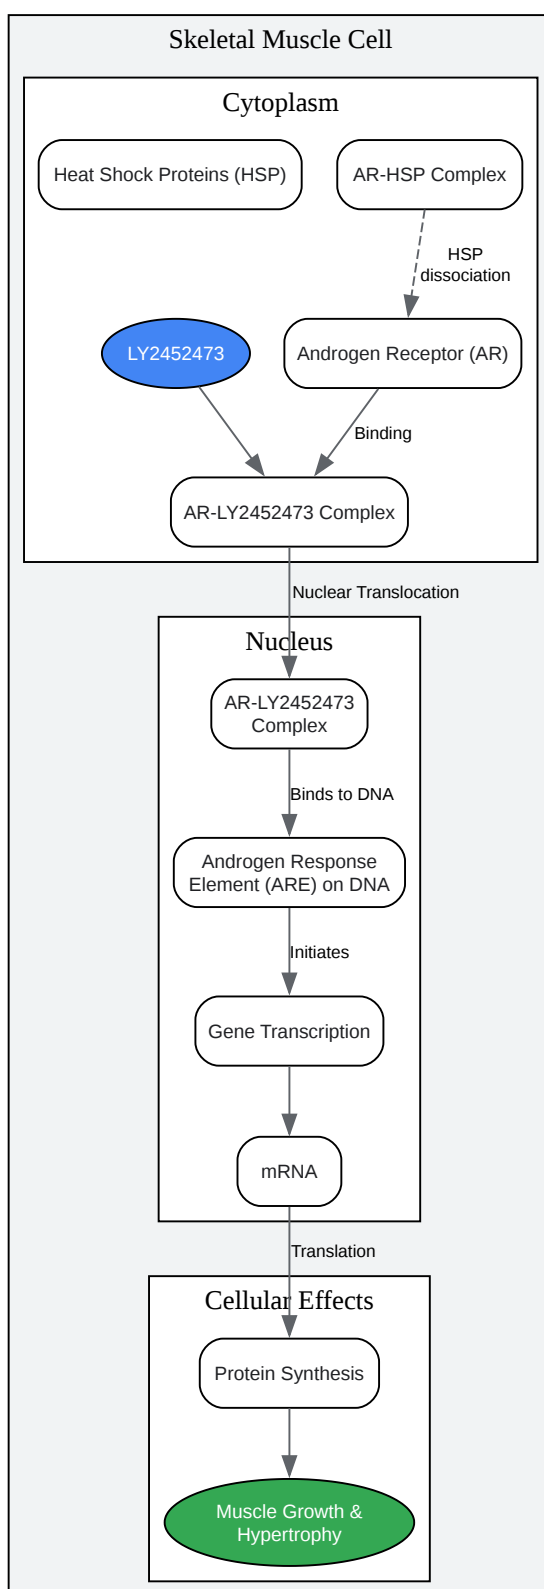 Skeletal Muscle Cell
Cytoplasm
Heat Shock Proteins (HSP)
AR-HSP Complex
HSP
dissociation
LY2452473
Androgen Receptor (AR)
Binding
AR-LY2452473 Complex
Nuclear Translocation
Nucleus
AR-LY2452473
Complex
Binds to DNA
Androgen Response
Element (ARE) on DNA
Initiates
Gene Transcription
mRNA
Translation
Cellular Effects
Protein Synthesis
Muscle Growth &
Hypertrophy